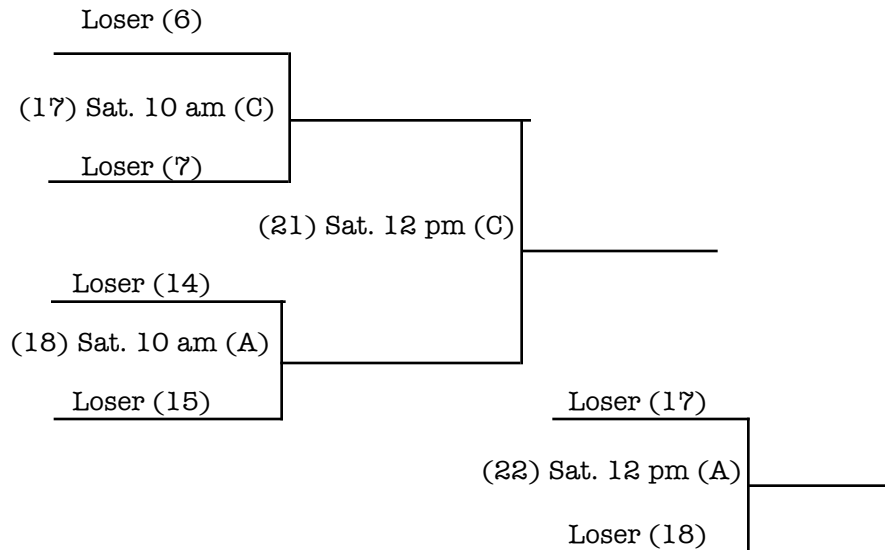 Loser (6)
(17) Sat. 10 am (C)
Loser (7)
(21) Sat. 12 pm (C)
Loser (14)
(18) Sat. 10 am (A)
Loser (15)
Loser (17)
(22) Sat. 12 pm (A)
Loser (18)